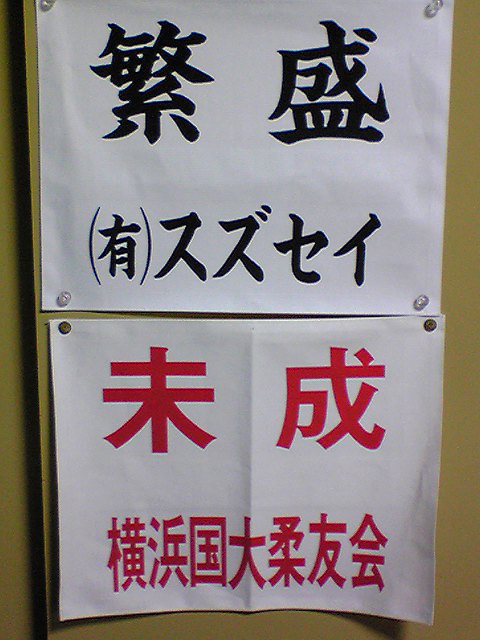 繁盛
(有)スズセイ
未成
横浜国大柔友会